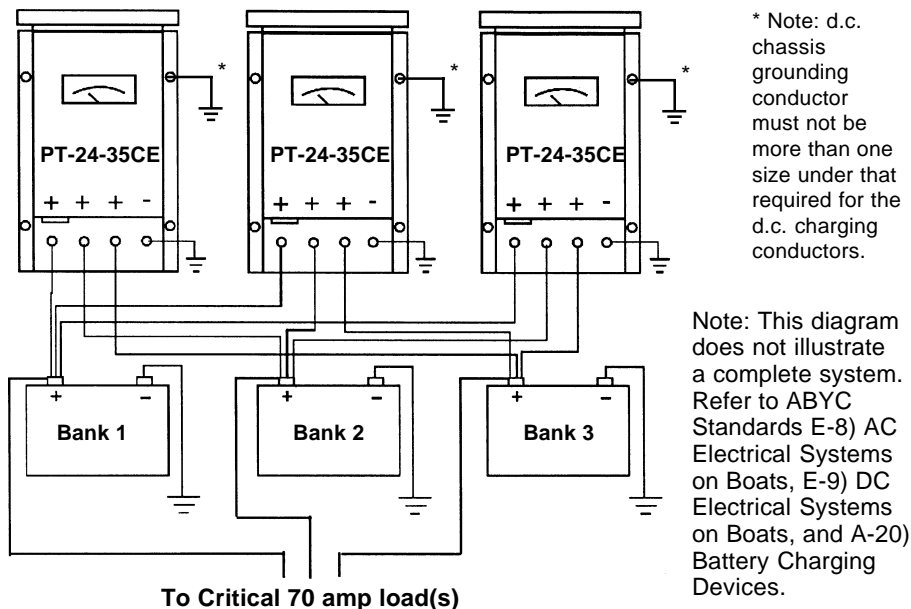 * Note: d.c.
chassis
grounding
conductor
must not be
more than one
size under that
required for the
d.c. charging
conductors.
* * *
PT-24-35CE PT-24-35CE PT-24-35CE
+ + + - + + + - + + + -
Note: This diagram
does not illustrate
a complete system.
Refer to ABYC
Standards E-8) AC
Electrical Systems
on Boats, E-9) DC
Electrical Systems
on Boats, and A-20)
Battery Charging
Devices.
+ - + - + -
Bank 1 Bank 2 Bank 3
To Critical 70 amp load(s)